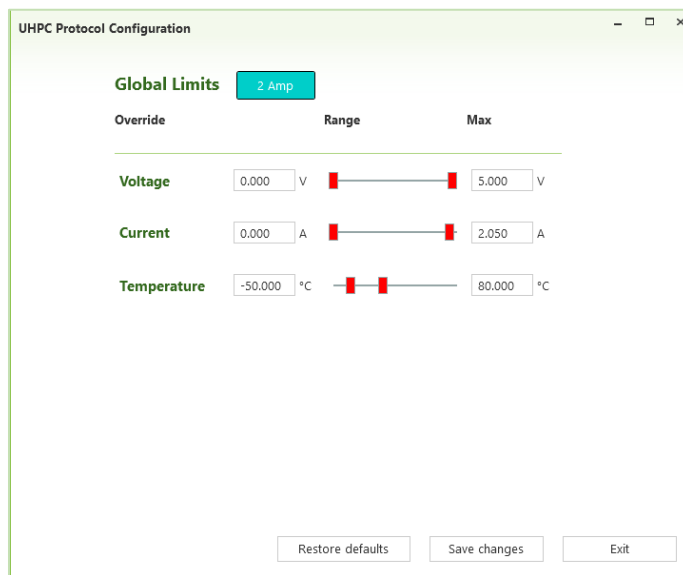 UHPC Protocol Configuration
Global Limits 2 Amp
Override Range Max
Voltage 0.000 V 5.000 V
Current 0.000 A 2.050 A
Temperature -50.000 °C 80.000 °C
Restore defaults Save changes Exit